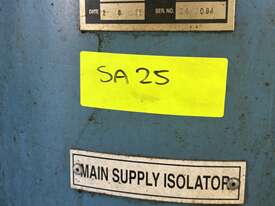 DATE SER. NO.
SA 25
MAIN SUPPLY ISOLATOR